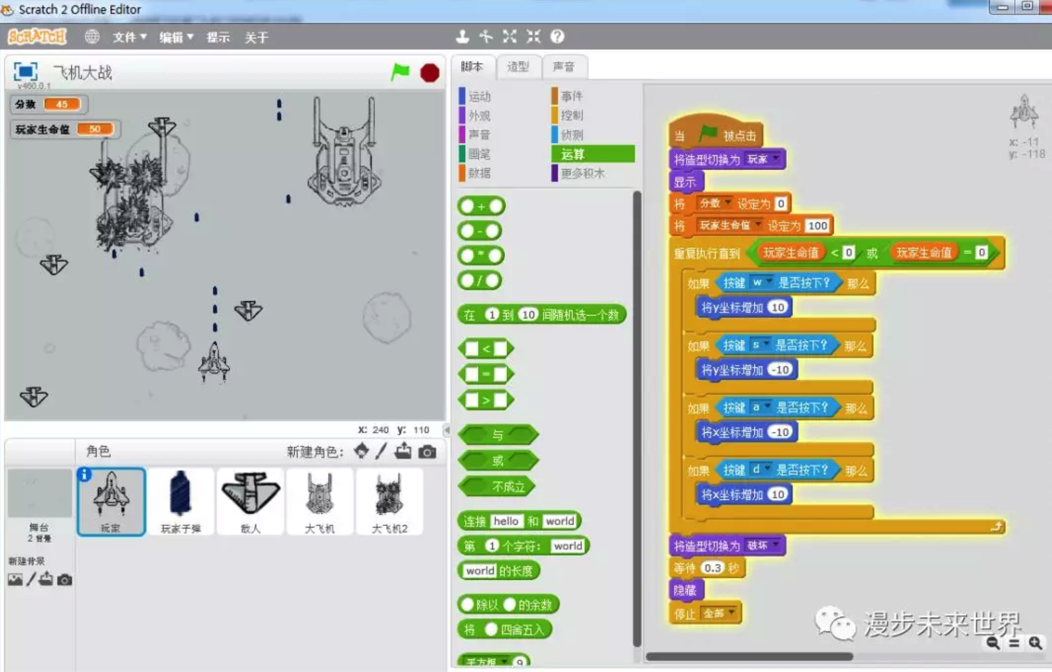 Scratch 2 Offline Editor
SCRATCH 文件 编辑 提示 关于
飞机大战
v460.0.1
分数 45
玩家生命值 50
x: 240 y: 110
角色 新建角色:
舞台
2 背景
新建背景
玩家 玩家子弹 敌人 大飞机 大飞机2
脚本 造型 声音
运动 事件
外观 控制
声音 侦测
画笔 运算
数据 更多积木
+
-
*
/
在 1 到 10 间随机选一个数
<
=
>
与
或
不成立
连接 hello 和 world
第 1 个字符: world
world 的长度
除以 的余数
将 四舍五入
平方根 9
当 被点击
将造型切换为 玩家
显示
将 分数 设定为 0
将 玩家生命值 设定为 100
重复执行直到 玩家生命值 < 0 或 玩家生命值 = 0
如果 按键 w 是否按下? 那么
将y坐标增加 10
如果 按键 s 是否按下? 那么
将y坐标增加 -10
如果 按键 a 是否按下? 那么
将x坐标增加 -10
如果 按键 d 是否按下? 那么
将x坐标增加 10
将造型切换为 破坏
等待 0.3 秒
隐藏
停止 全部
x: -11
y: -118
漫步未来世界